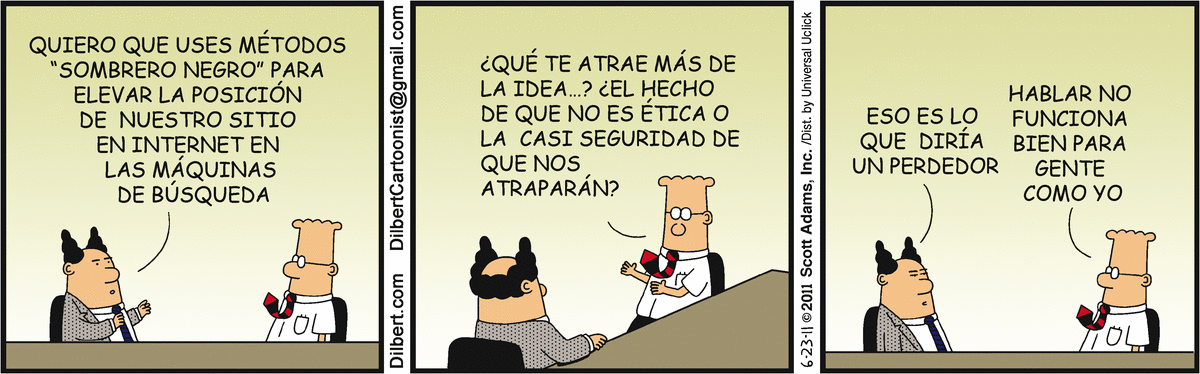 QUIERO QUE USES MÉTODOS
“SOMBRERO NEGRO” PARA
ELEVAR LA POSICIÓN
DE NUESTRO SITIO
EN INTERNET EN
LAS MÁQUINAS
DE BÚSQUEDA
Dilbert.com DilbertCartoonist@gmail.com
¿QUÉ TE ATRAE MÁS DE
LA IDEA...? ¿EL HECHO
DE QUE NO ES ÉTICA O
LA CASI SEGURIDAD DE
QUE NOS
ATRAPARÁN?
6-23-11 © 2011 Scott Adams, Inc. /Dist. by Universal Uclick
ESO ES LO
QUE DIRÍA
UN PERDEDOR
HABLAR NO
FUNCIONA
BIEN PARA
GENTE
COMO YO